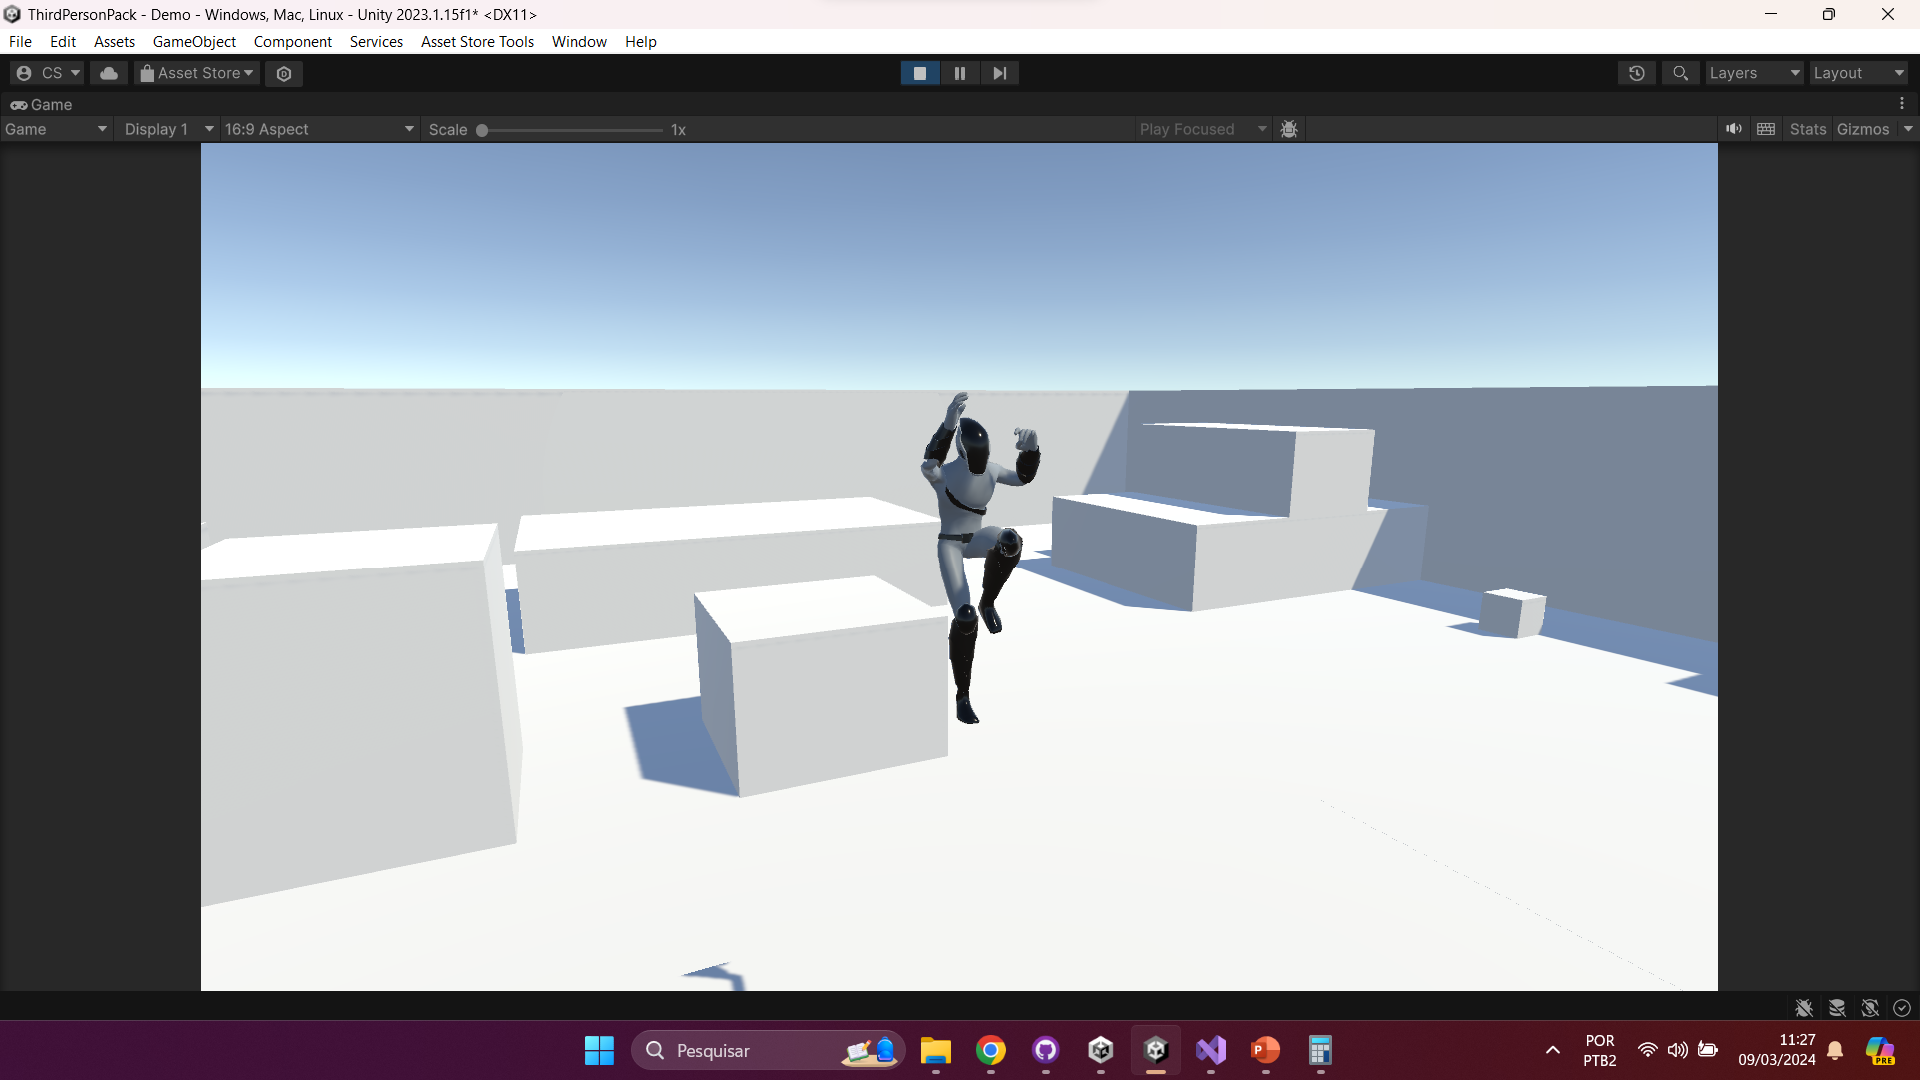 ThirdPersonPack - Demo - Windows, Mac, Linux - Unity 2023.1.15f1* <DX11>
File Edit Assets GameObject Component Services Asset Store Tools Window Help
CS Asset Store Layers Layout
Game
Game Display 1 16:9 Aspect Scale 1x Play Focused Stats Gizmos
Pesquisar
POR
PTB2
11:27
09/03/2024
PRE